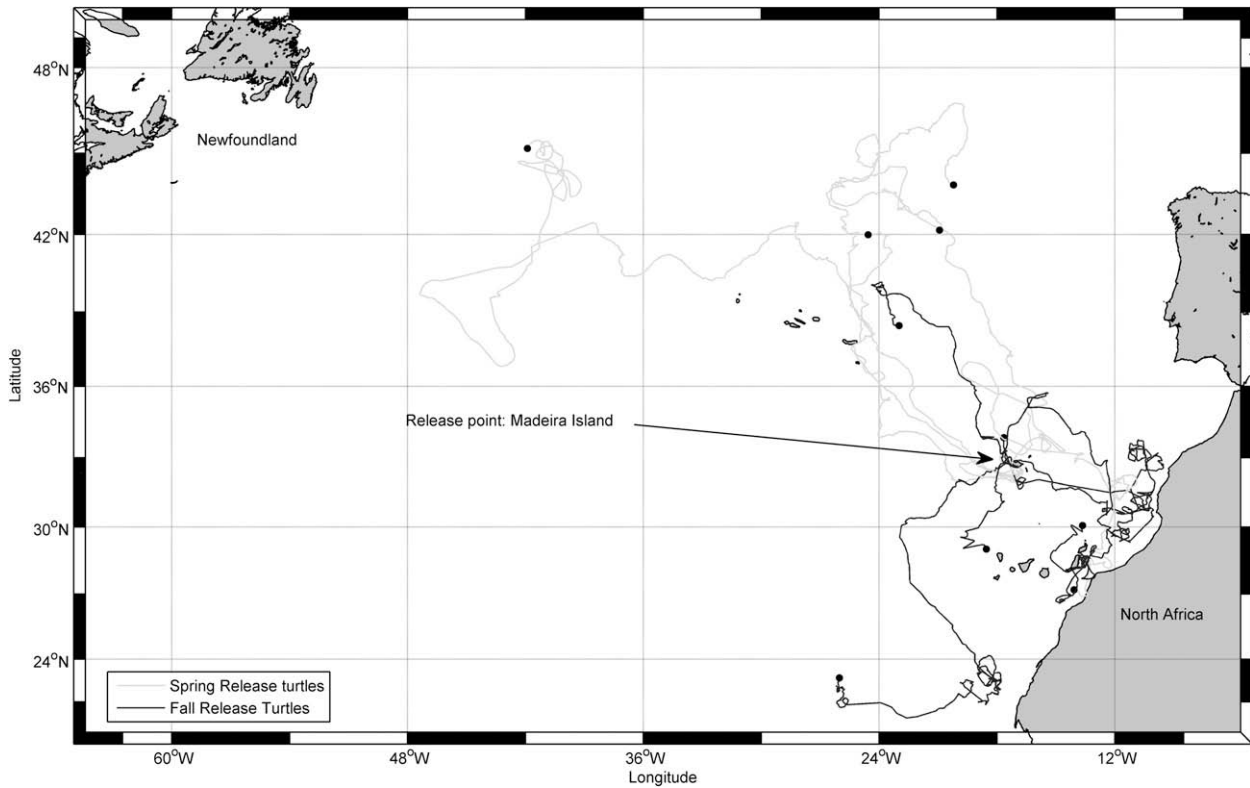 48°N
Newfoundland
42°N
Latitude
36°N
Release point: Madeira Island
30°N
North Africa
24°N
Spring Release turtles
Fall Release Turtles
60°W 48°W 36°W 24°W 12°W
Longitude